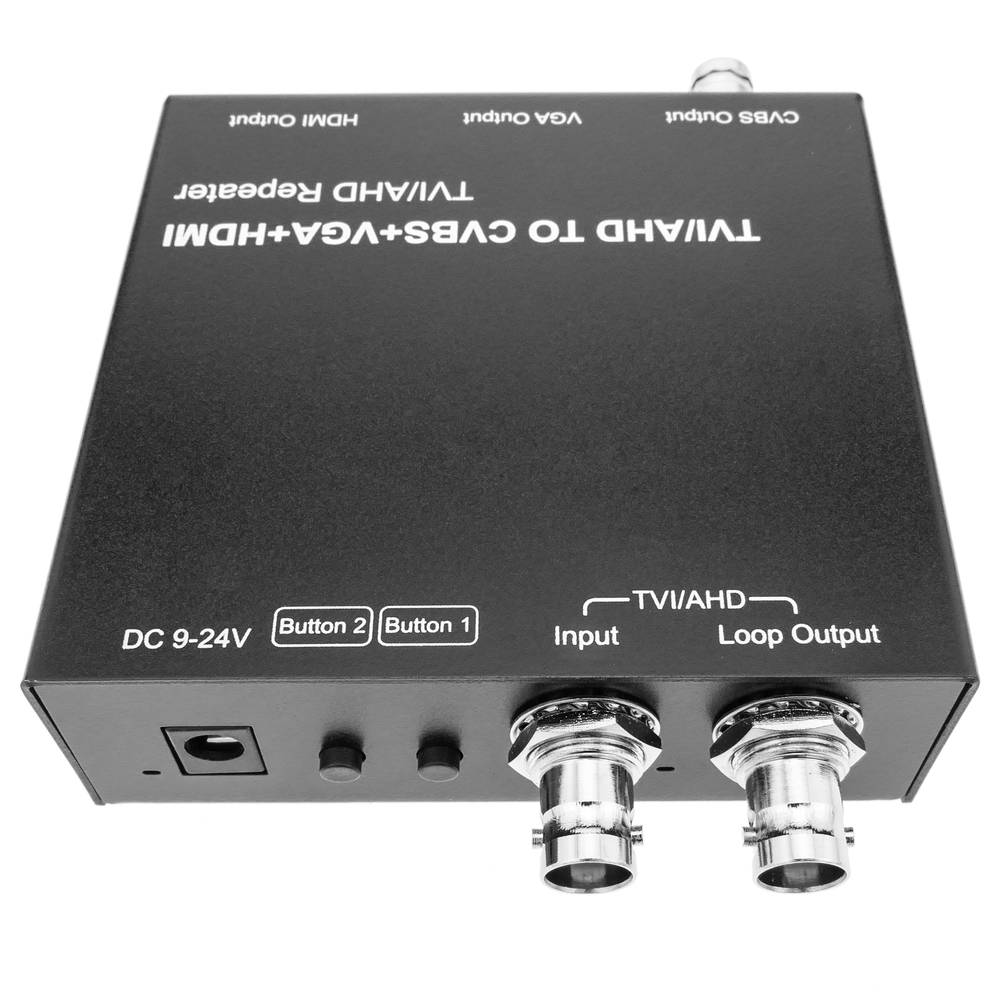 HDMI Output VGA Output CVBS Output
TVI/AHD Repeater
TVI/AHD TO CVBS+VGA+HDMI
TVI/AHD
DC 9-24V Button 2 Button 1 Input Loop Output